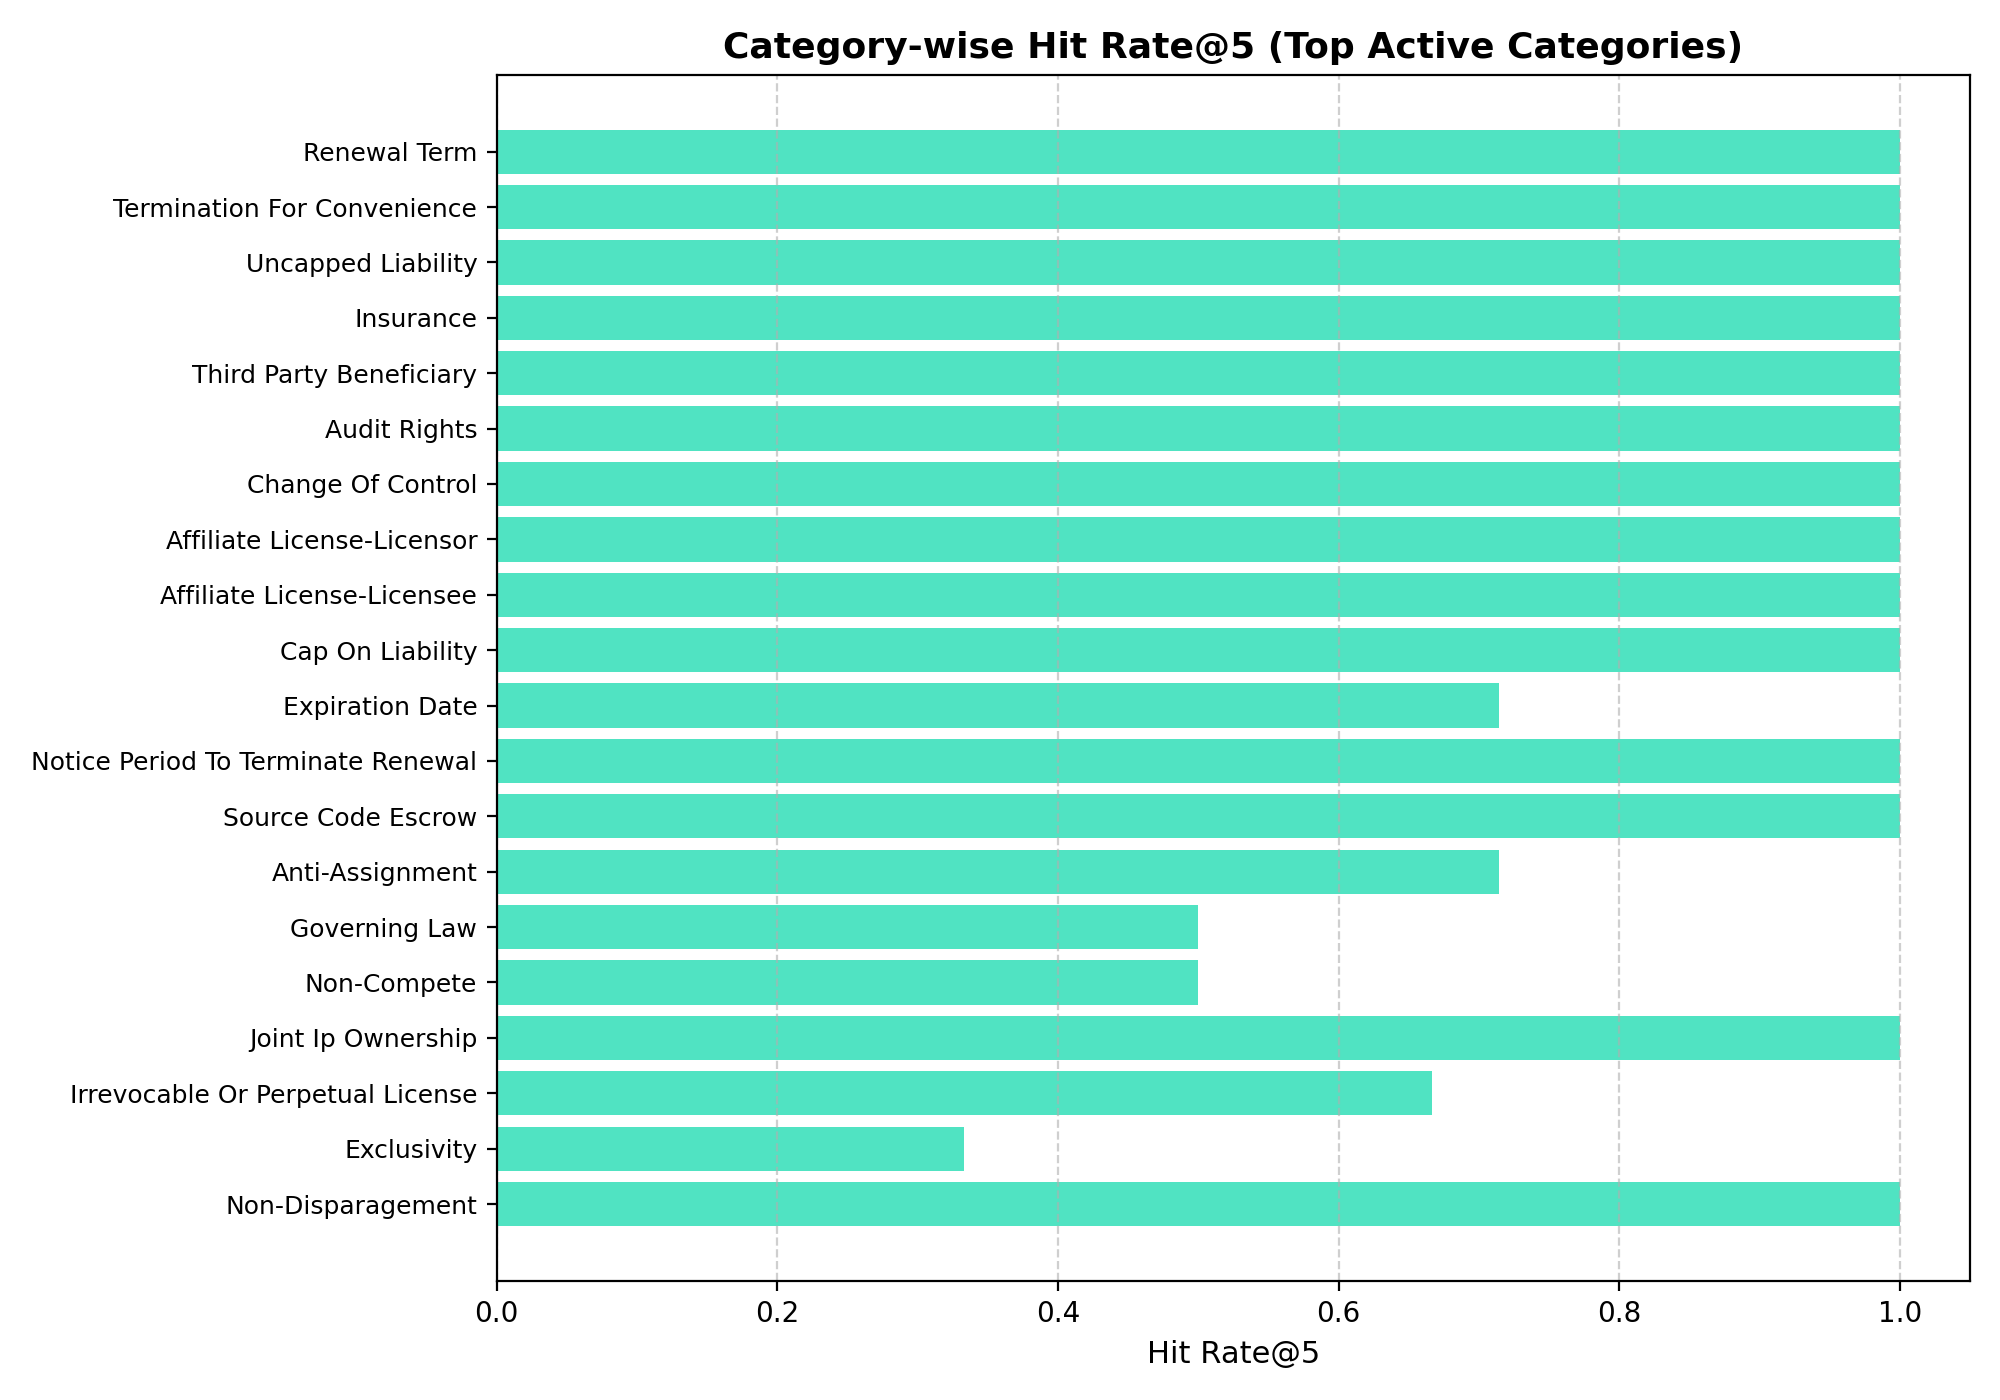 Category-wise Hit Rate@5 (Top Active Categories)
Renewal Term
Termination For Convenience
Uncapped Liability
Insurance
Third Party Beneficiary
Audit Rights
Change Of Control
Affiliate License-Licensor
Affiliate License-Licensee
Cap On Liability
Expiration Date
Notice Period To Terminate Renewal
Source Code Escrow
Anti-Assignment
Governing Law
Non-Compete
Joint Ip Ownership
Irrevocable Or Perpetual License
Exclusivity
Non-Disparagement
0.0 0.2 0.4 0.6 0.8 1.0
Hit Rate@5